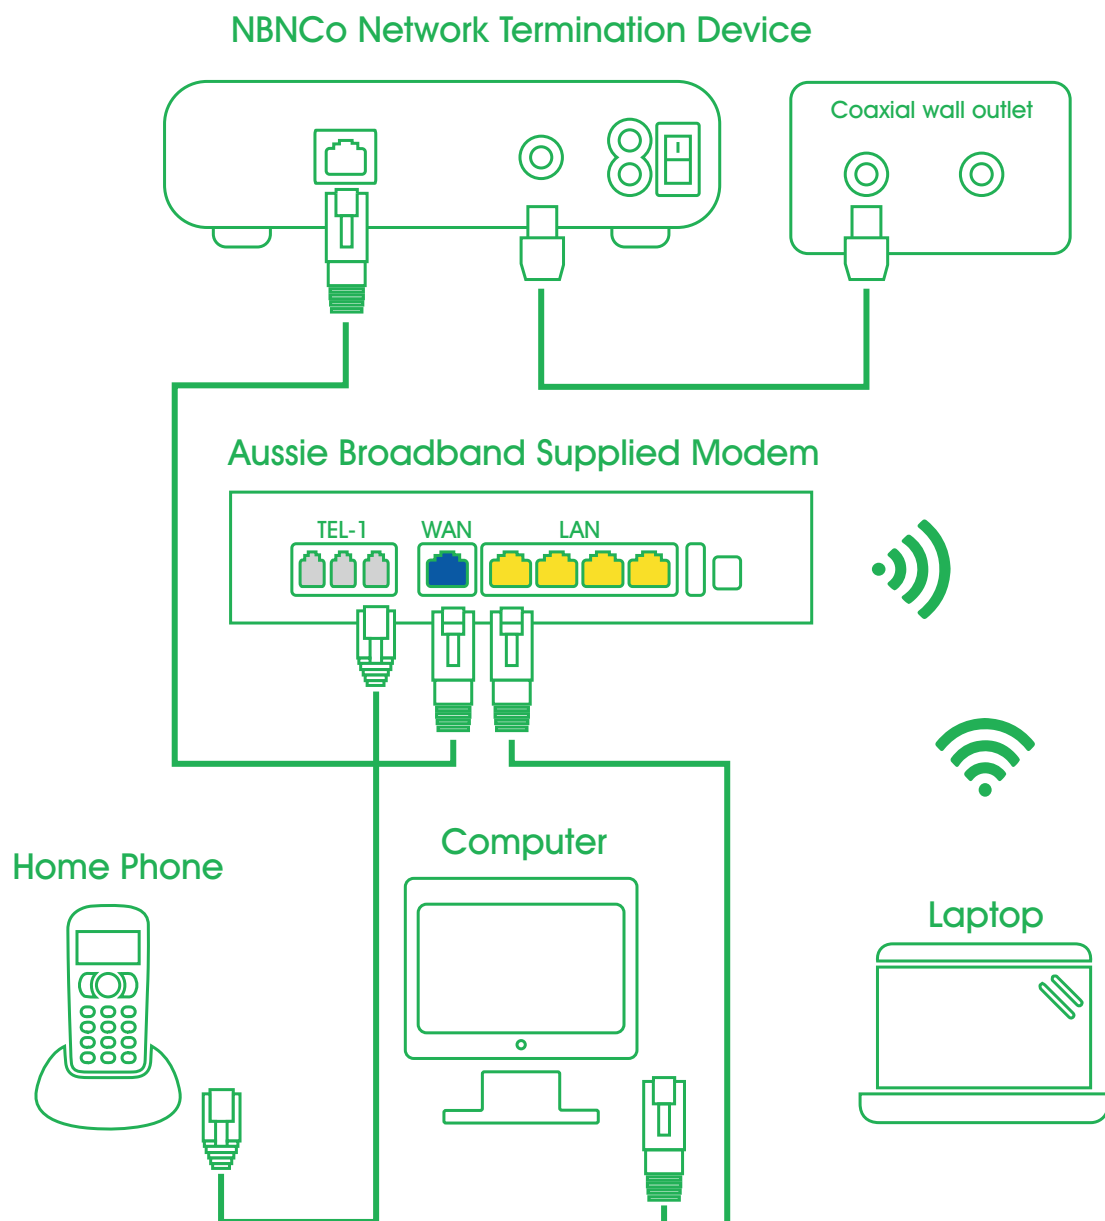 NBNCo Network Termination Device
Coaxial wall outlet
Aussie Broadband Supplied Modem
TEL-1
WAN
LAN
Computer
Home Phone
Laptop